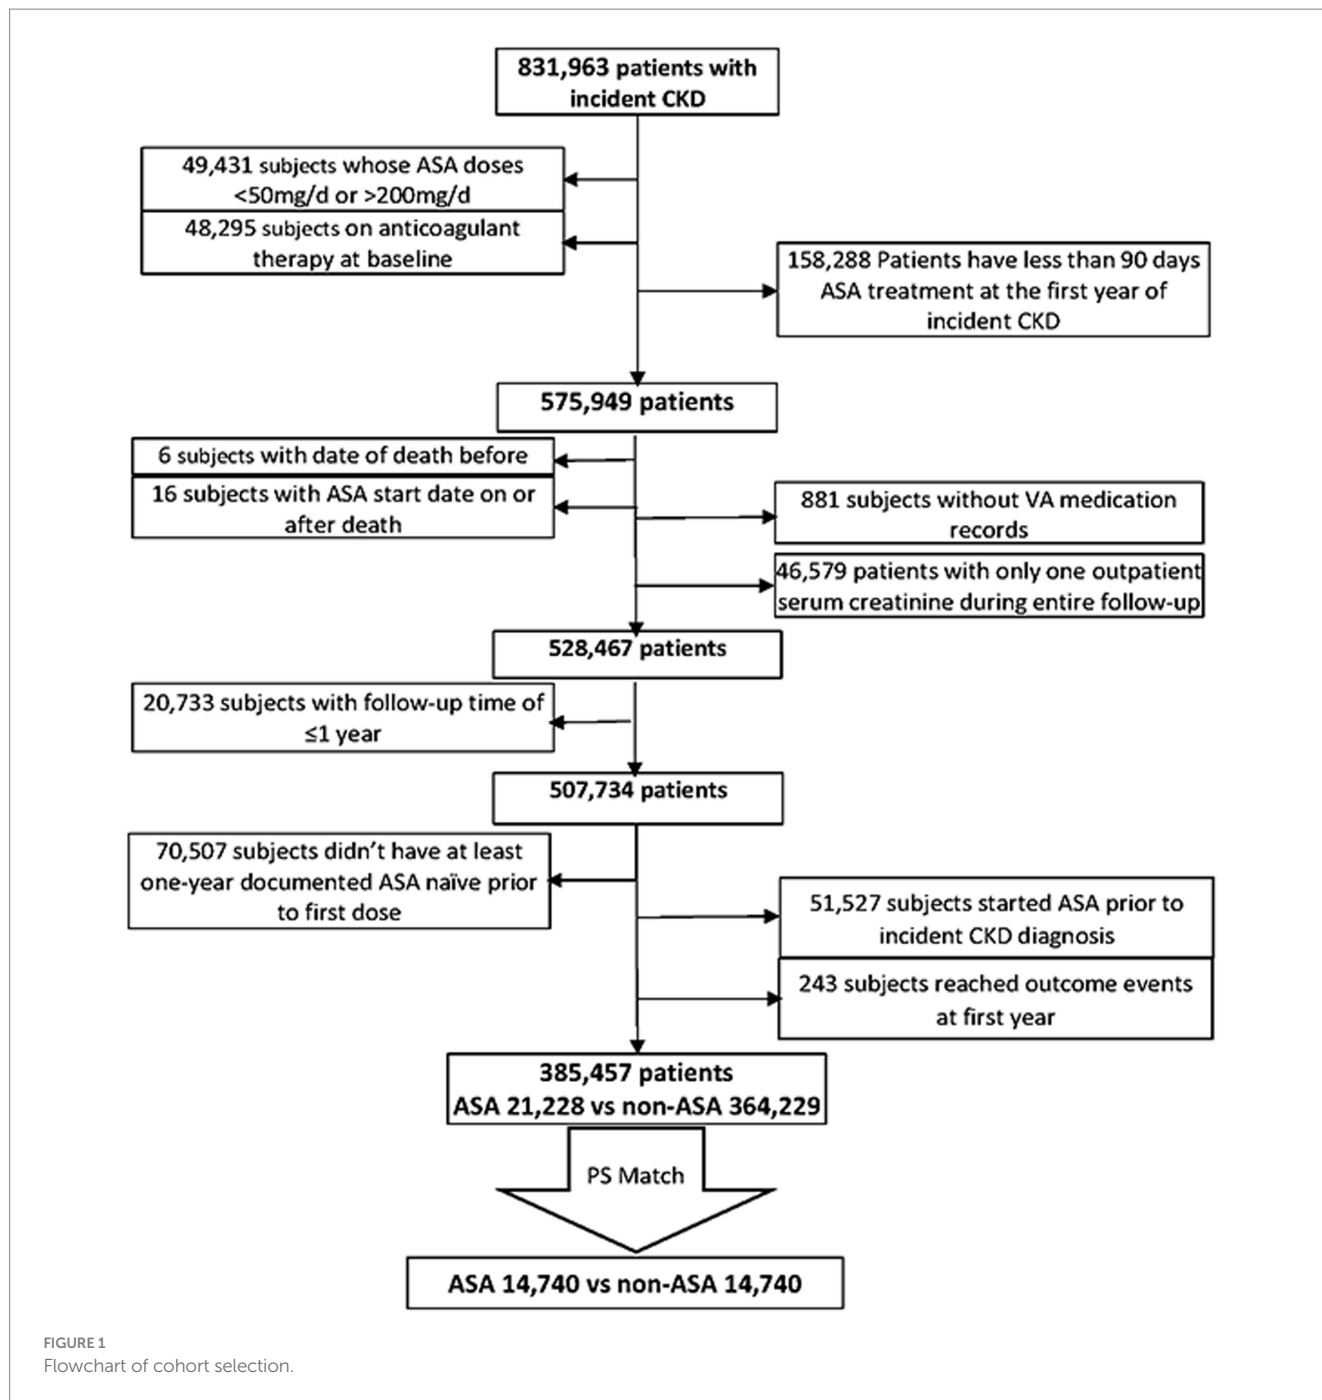 831,963 patients with
incident CKD
49,431 subjects whose ASA doses
<50mg/d or >200mg/d
48,295 subjects on anticoagulant
therapy at baseline
158,288 Patients have less than 90 days
ASA treatment at the first year of
incident CKD
575,949 patients
6 subjects with date of death before
16 subjects with ASA start date on or
after death
881 subjects without VA medication
records
46,579 patients with only one outpatient
serum creatinine during entire follow-up
528,467 patients
20,733 subjects with follow-up time of
≤1 year
507,734 patients
70,507 subjects didn't have at least
one-year documented ASA naïve prior
to first dose
51,527 subjects started ASA prior to
incident CKD diagnosis
243 subjects reached outcome events
at first year
385,457 patients
ASA 21,228 vs non-ASA 364,229
PS Match
ASA 14,740 vs non-ASA 14,740
FIGURE 1
Flowchart of cohort selection.